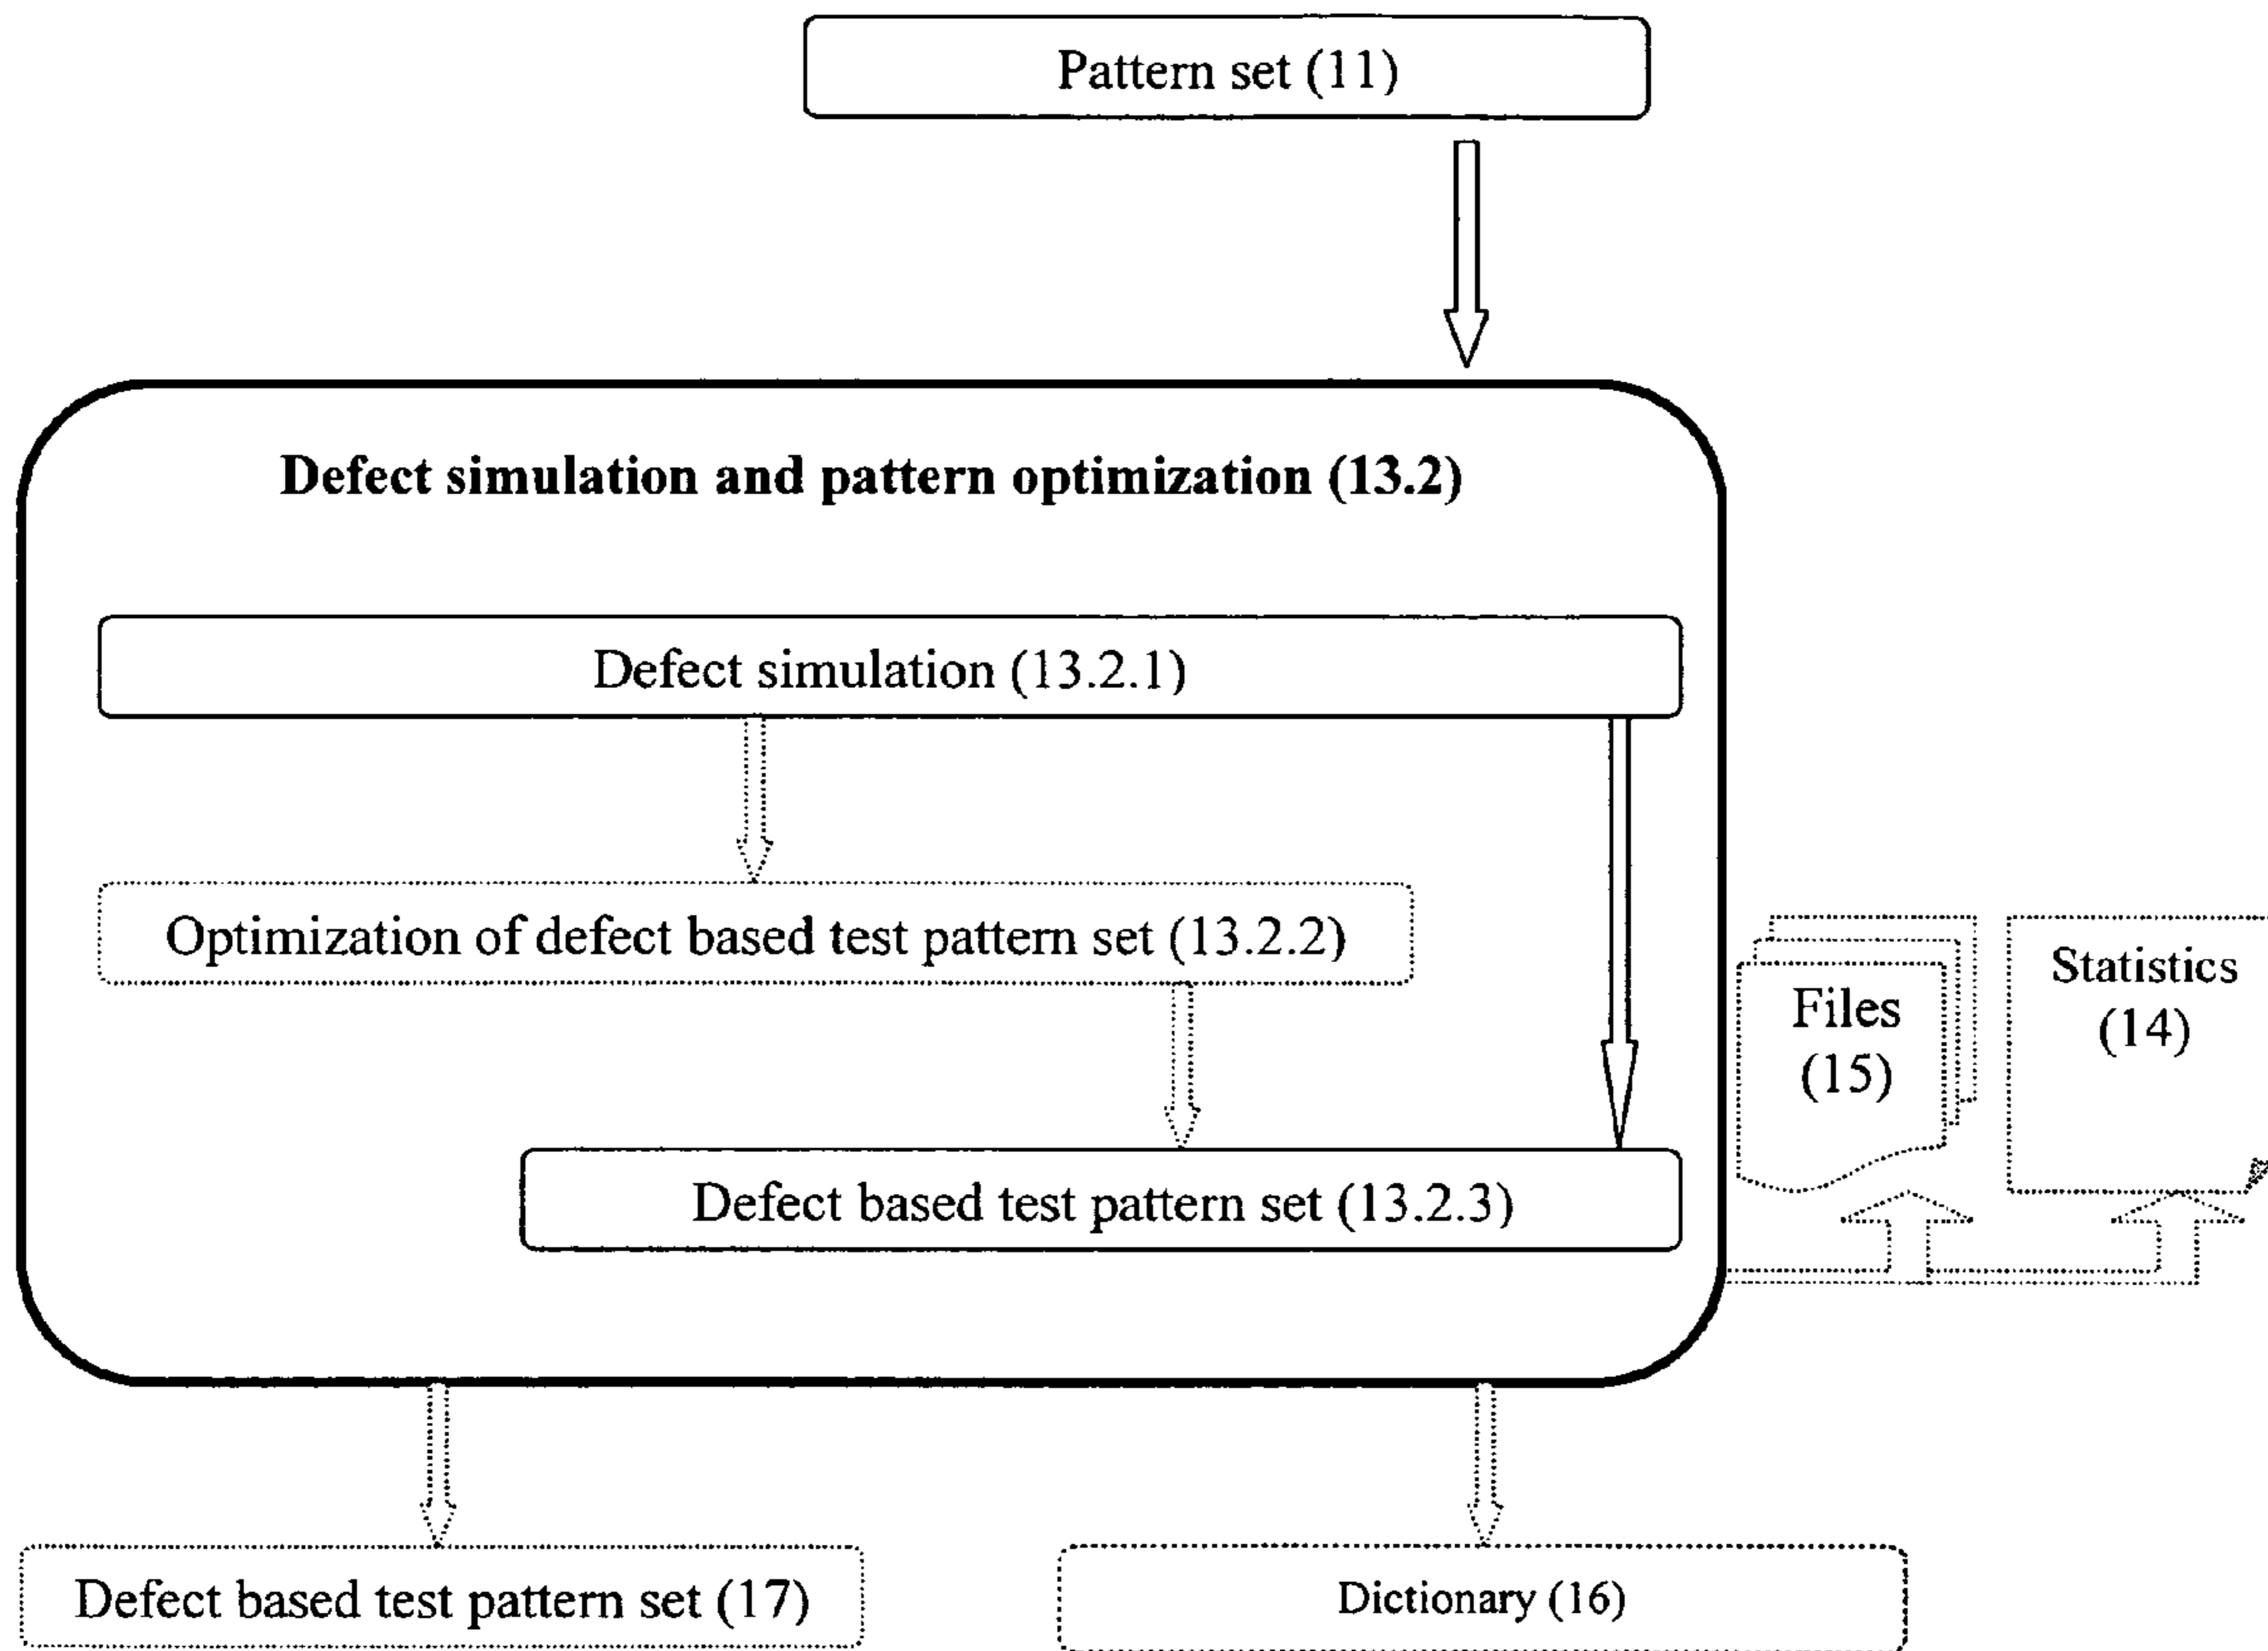 Pattern set (11)
Defect simulation and pattern optimization (13.2)
Defect simulation (13.2.1)
Optimization of defect based test pattern set (13.2.2)
Files
(15)
Statistics
(14)
Defect based test pattern set (13.2.3)
Defect based test pattern set (17)
Dictionary (16)